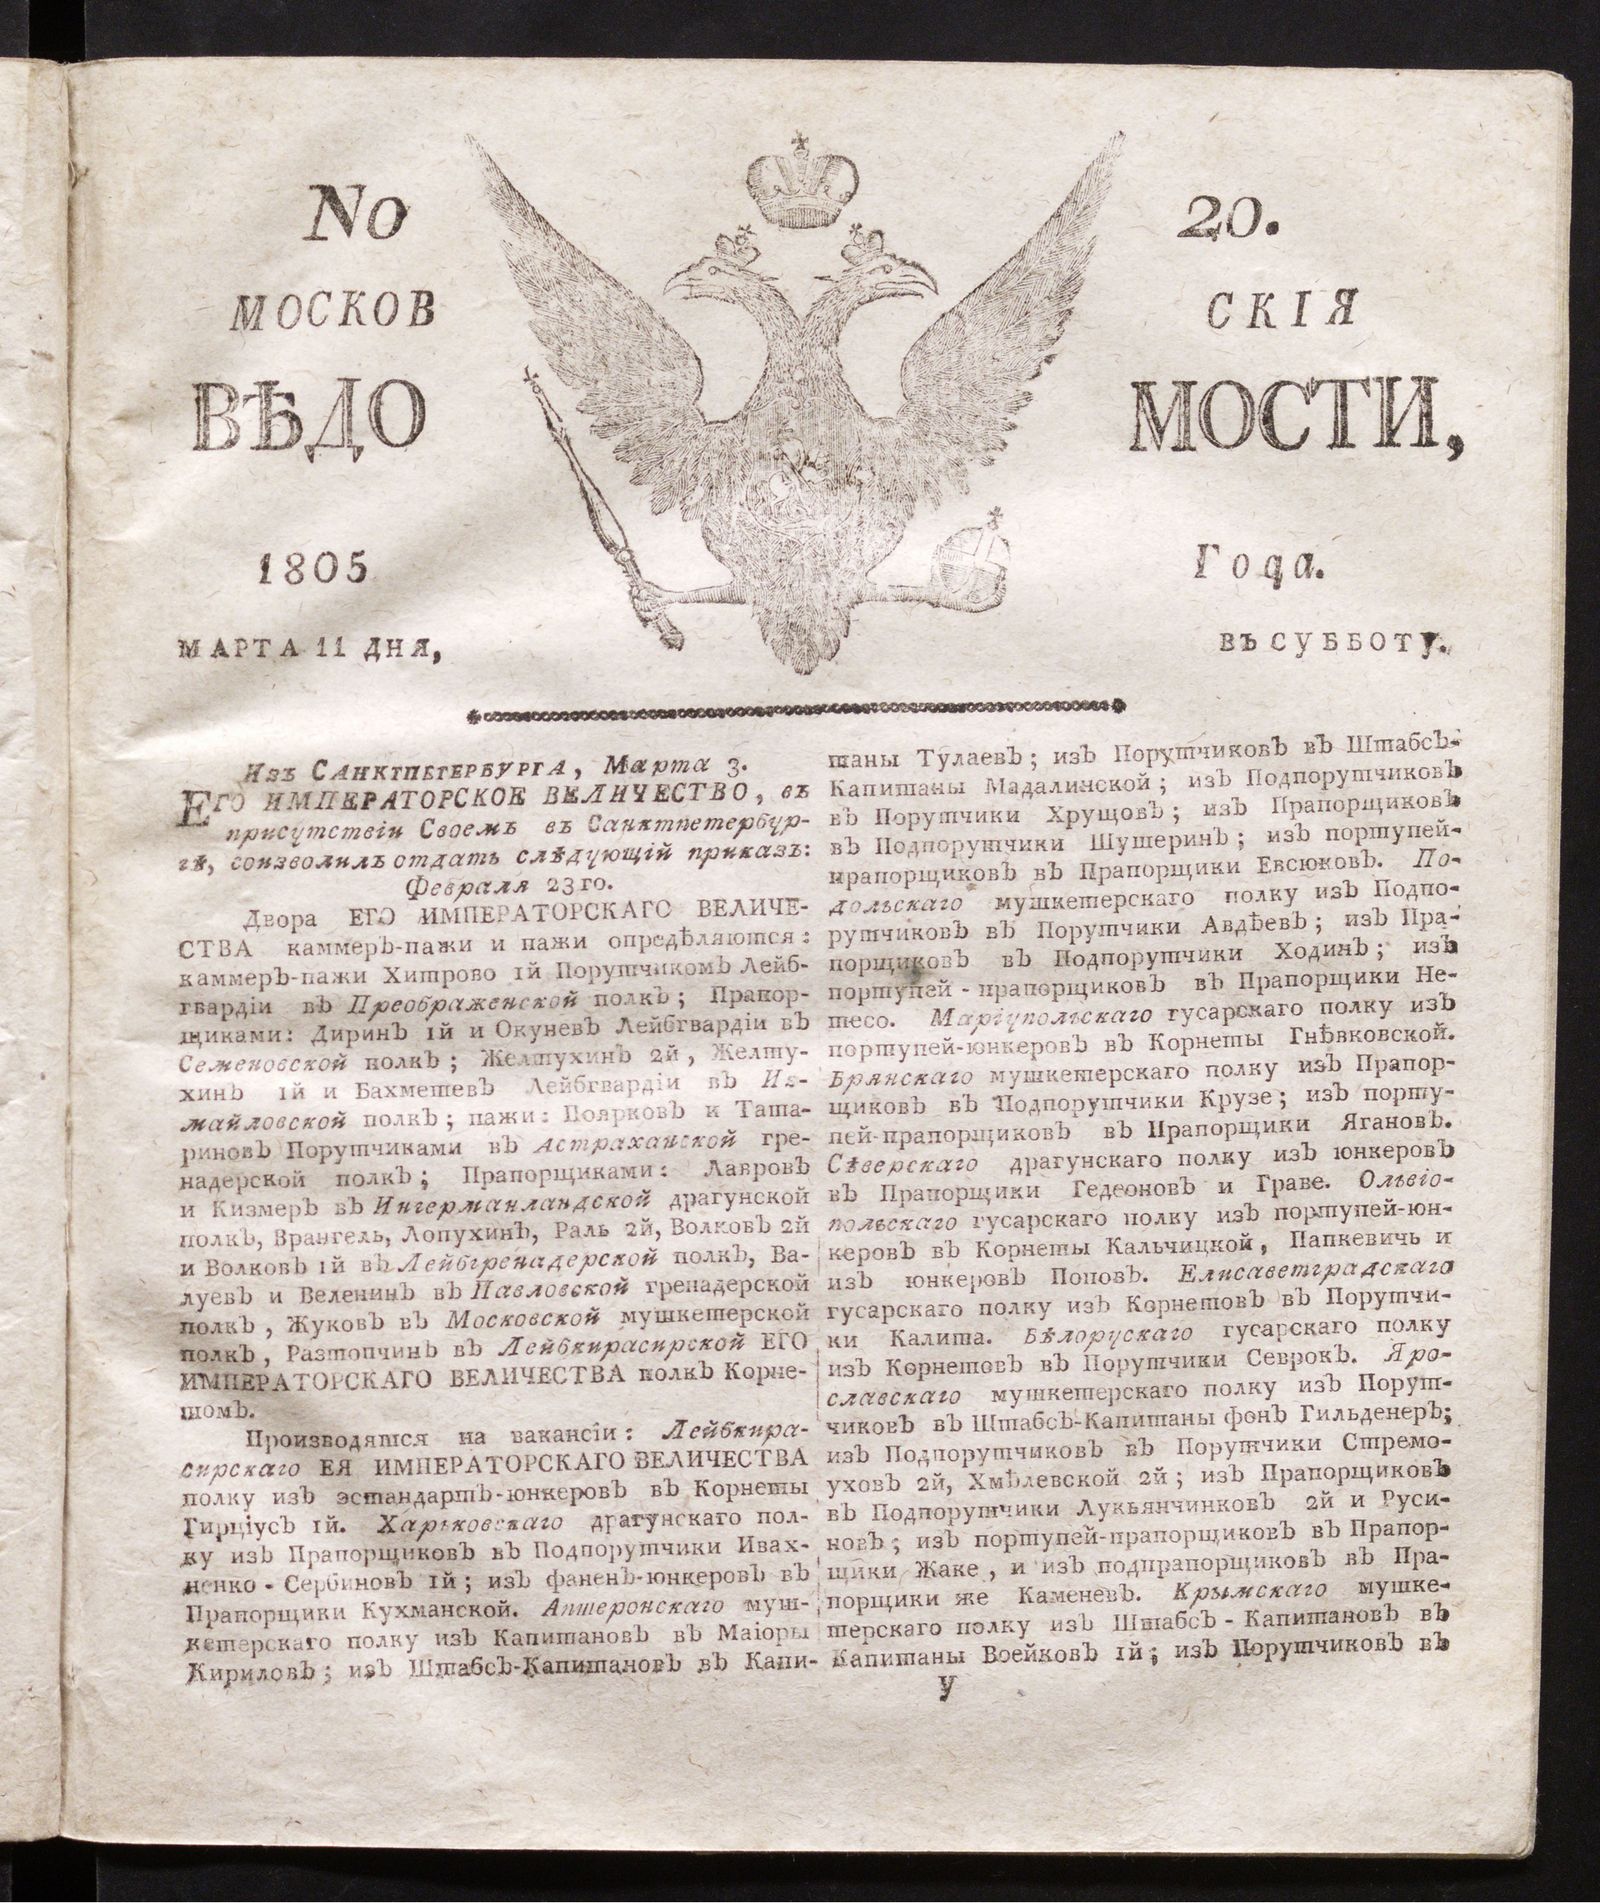 No 20.
МОСКОВ СКІЯ
ВѢДО МОСТИ,
1805 Года.
МАРТА 11 ДНЯ, ВЪ СУББОТУ.
Изъ Санктпетербурга, Марта 3.
ЕГО ИМПЕРАТОРСКОЕ ВЕЛИЧЕСТВО, въ
присутствіи Своемъ въ Санктпетербур-
гѣ, соизволилъ отдать слѣдующій приказъ:
Февраля 23го.
Двора ЕГО ИМПЕРАТОРСКАГО ВЕЛИЧЕ-
СТВА каммеръ-пажи и пажи опредѣляются:
каммеръ-пажи Хитрово 1й Порутчикомъ Лейб-
гвардіи въ Преображенской полкъ; Прапор-
щиками: Диринъ 1й и Окуневъ Лейбгвардіи въ
Семеновской полкъ; Желтухинъ 2й, Желту-
хинъ 1й и Бахметевъ Лейбгвардіи въ Из-
майловской полкъ; пажи: Поярковъ и Тата-
риновъ Порутчиками въ Астраханской гре-
надерской полкъ; Прапорщиками: Лавровъ
и Кизмеръ въ Ингерманландской драгунской
полкъ, Врангель, Лопухинъ, Раль 2й, Волковъ 2й
и Волковъ 1й въ Лейбгренадерской полкъ, Ва-
луевъ и Веленинъ въ Павловской гренадерской
полкъ, Жуковъ въ Московской мушкетерской
полкъ, Разтопчинъ въ Лейбкирасирской ЕГО
ИМПЕРАТОРСКАГО ВЕЛИЧЕСТВА полкъ Корне-
томъ.
Производятся на вакансіи: Лейбкира-
сирскаго ЕЯ ИМПЕРАТОРСКАГО ВЕЛИЧЕСТВА
полку изъ эстандартъ-юнкеровъ въ Корнеты
Гирціусъ 1й. Харьковскаго драгунскаго пол-
ку изъ Прапорщиковъ въ Подпорутчики Ивах-
ненко-Сербиновъ 1й; изъ фаненъ-юнкеровъ въ
Прапорщики Кухманской. Апшеронскаго муш-
кетерскаго полку изъ Капитановъ въ Маіоры
Кириловъ; изъ Штабсъ-Капитановъ въ Капи-
таны Тулаевъ; изъ Порутчиковъ въ Штабсъ-
Капитаны Мадалинской; изъ Подпорутчиковъ
въ Порутчики Хрущовъ; изъ Прапорщиковъ
въ Подпорутчики Шушеринъ; изъ портупей-
прапорщиковъ въ Прапорщики Евсюковъ. По-
дольскаго мушкетерскаго полку изъ Подпо-
рутчиковъ въ Порутчики Авдѣевъ; изъ Пра-
порщиковъ въ Подпорутчики Ходинъ; изъ
портупей-прапорщиковъ въ Прапорщики Не-
тесо. Маріупольскаго гусарскаго полку изъ
портупей-юнкеровъ въ Корнеты Гнѣвковской.
Брянскаго мушкетерскаго полку изъ Прапор-
щиковъ въ Подпорутчики Крузе; изъ порту-
пей-прапорщиковъ въ Прапорщики Ягановъ.
Сѣверскаго драгунскаго полку изъ юнкеровъ
въ Прапорщики Гедеоновъ и Граве. Ольвіо-
польскаго гусарскаго полку изъ портупей-юн-
керовъ въ Корнеты Кальчицкой, Папкевичь и
изъ юнкеровъ Поповъ. Елисаветградскаго
гусарскаго полку изъ Корнетовъ въ Порутчи-
ки Калита. Бѣлорускаго гусарскаго полку
изъ Корнетовъ въ Порутчики Севрокъ. Яро-
славскаго мушкетерскаго полку изъ Порут-
чиковъ въ Штабсъ-Капитаны фонъ Гильденеръ;
изъ Подпорутчиковъ въ Порутчики Стремо-
уховъ 2й, Хмѣлевской 2й; изъ Прапорщиковъ
въ Подпорутчики Лукьянчинковъ 2й и Руси-
новъ; изъ портупей-прапорщиковъ въ Прапор-
щики Жаке, и изъ подпрапорщиковъ въ Пра-
порщики же Каменевъ. Крымскаго мушке-
терскаго полку изъ Штабсъ-Капитановъ въ
Капитаны Воейковъ 1й; изъ Порутчиковъ въ
У